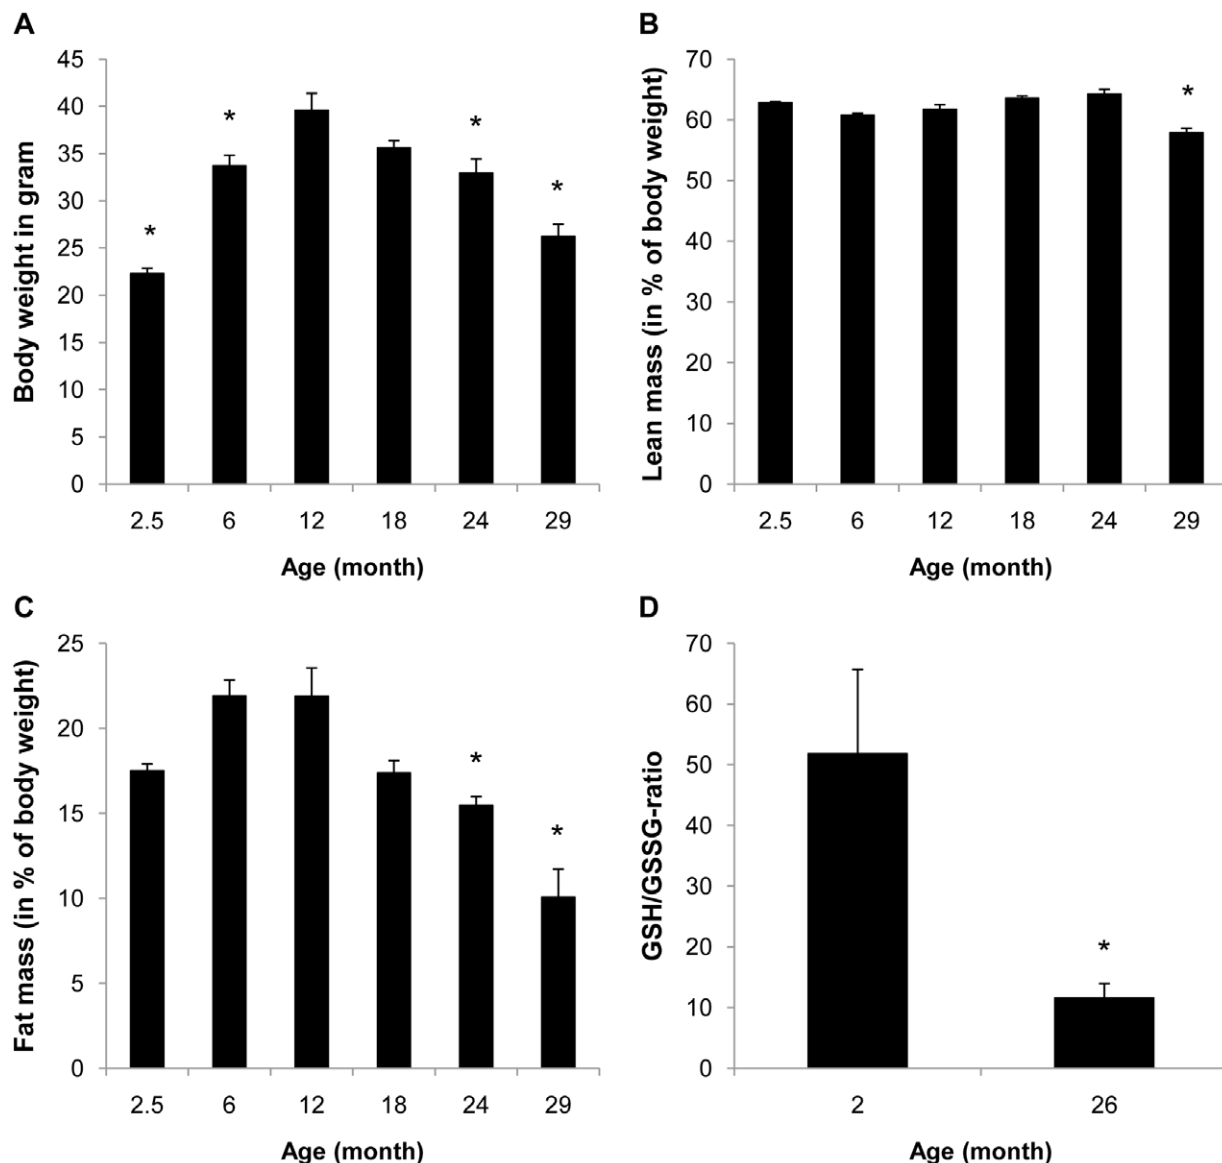 A
Body weight in gram
45
40
35
30
25
20
15
10
5
0
*
*
*
*
2.5 6 12 18 24 29
Age (month)
B
Lean mass (in % of body weight)
70
60
50
40
30
20
10
0
*
2.5 6 12 18 24 29
Age (month)
C
Fat mass (in % of body weight)
25
20
15
10
5
0
*
*
2.5 6 12 18 24 29
Age (month)
D
GSH/GSSG-ratio
70
60
50
40
30
20
10
0
*
2 26
Age (month)